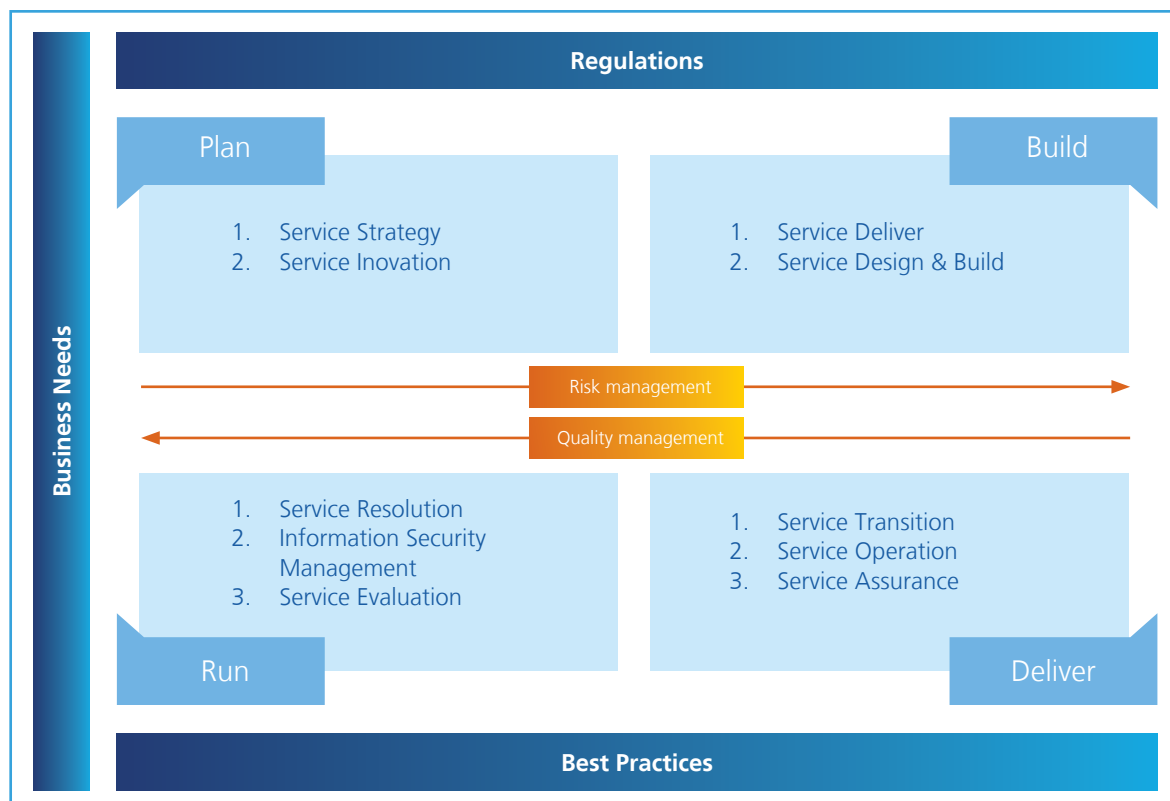 Regulations
Business Needs
Plan
1. Service Strategy
2. Service Inovation
Build
1. Service Deliver
2. Service Design & Build
Risk management
Quality management
1. Service Resolution
2. Information Security
Management
3. Service Evaluation
Run
1. Service Transition
2. Service Operation
3. Service Assurance
Deliver
Best Practices